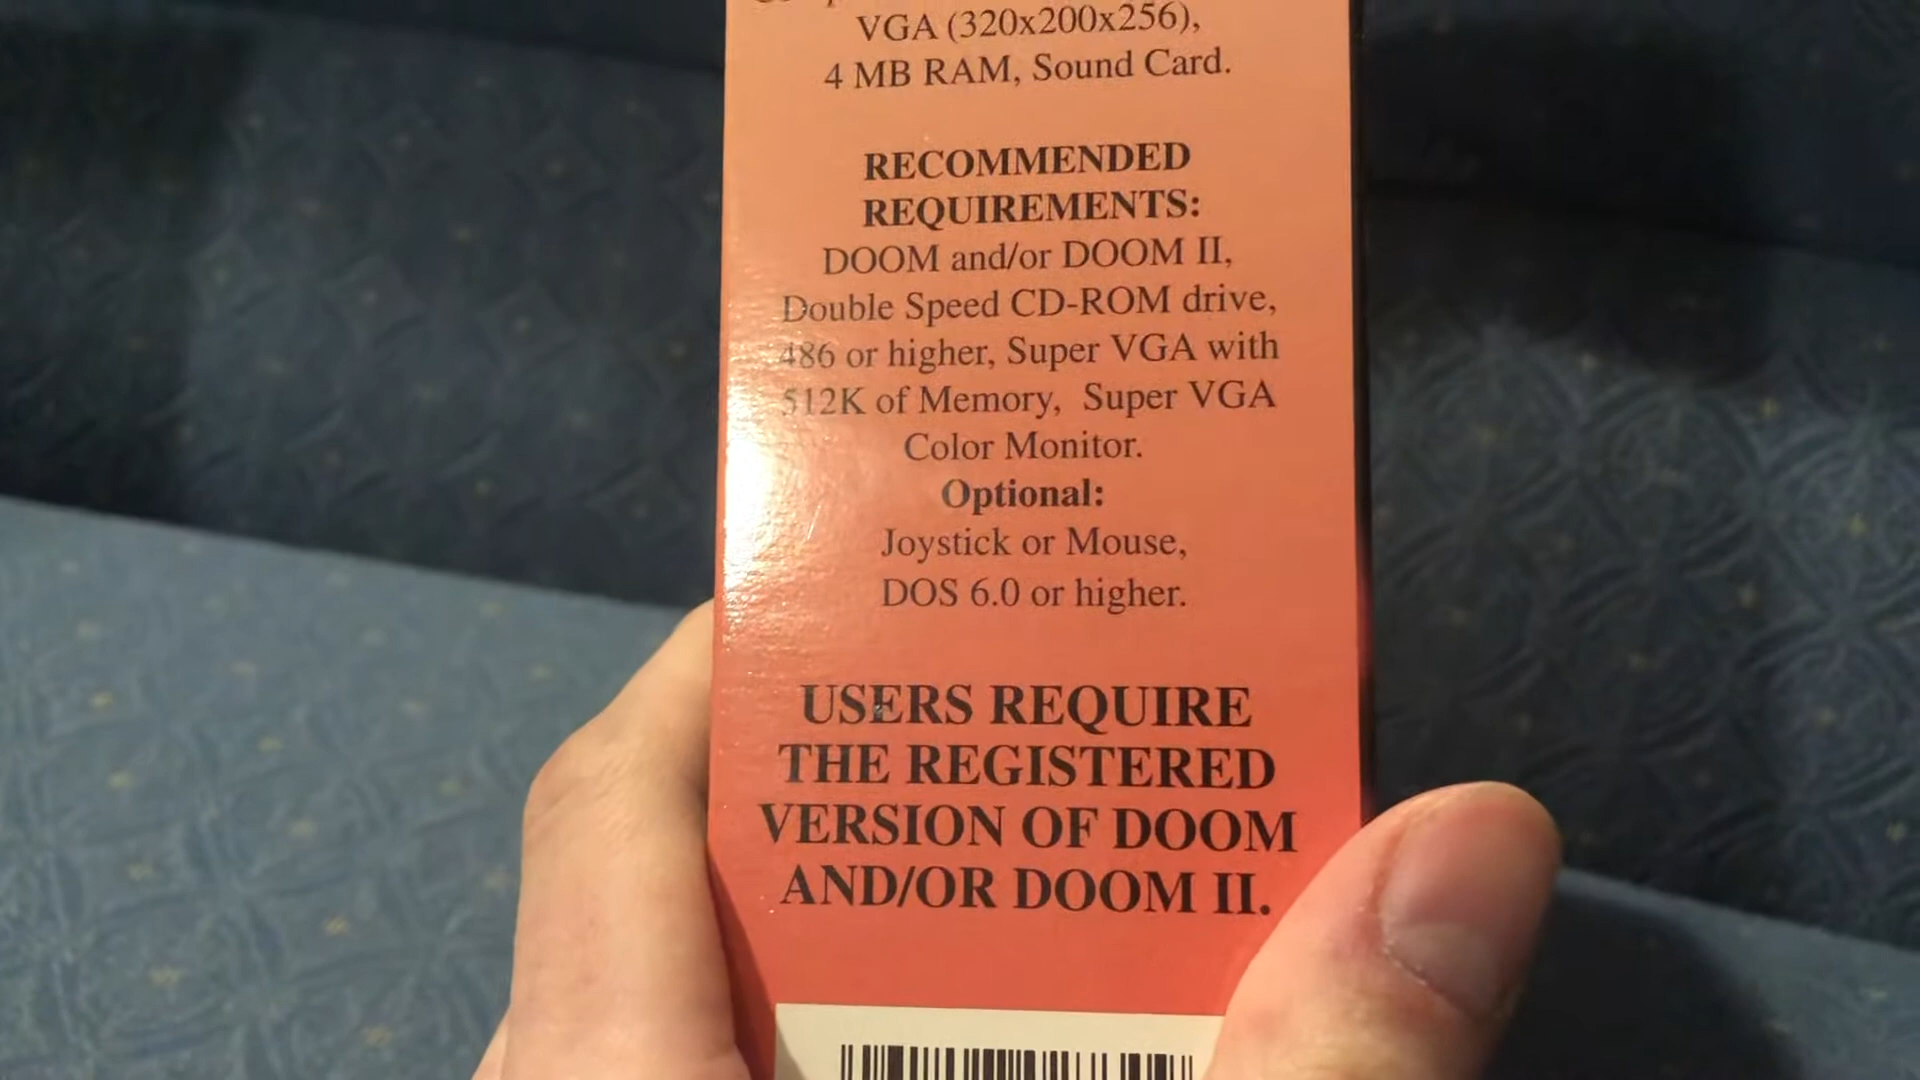 VGA (320x200x256),
4 MB RAM, Sound Card.
RECOMMENDED
REQUIREMENTS:
DOOM and/or DOOM II,
Double Speed CD-ROM drive,
486 or higher, Super VGA with
512K of Memory, Super VGA
Color Monitor.
Optional:
Joystick or Mouse,
DOS 6.0 or higher.
USERS REQUIRE
THE REGISTERED
VERSION OF DOOM
AND/OR DOOM II.